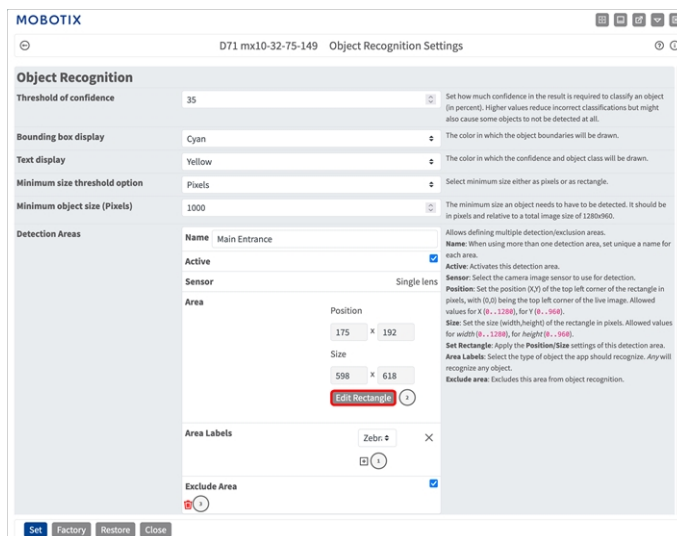 MOBOTIX
D71 mx10-32-75-149 Object Recognition Settings
Object Recognition
Threshold of confidence
35
Set how much confidence in the result is required to classify an object
(in percent). Higher values reduce incorrect classifications but might
also cause some objects to not be detected at all.
Bounding box display
Cyan
The color in which the object boundaries will be drawn.
Text display
Yellow
The color in which the confidence and object class will be drawn.
Minimum size threshold option
Pixels
Select minimum size either as pixels or as rectangle.
Minimum object size (Pixels)
1000
The minimum size an object needs to have to be detected. It should be
in pixels and relative to a total image size of 1280x960.
Detection Areas
Name Main Entrance
Active
Sensor Single lens
Area
Position
175 x 192
Size
598 x 618
Edit Rectangle
Area Labels
Zebr
1
Exclude Area
Allows defining multiple detection/exclusion areas.
Name: When using more than one detection area, set unique a name for
each area.
Active: Activates this detection area.
Sensor: Select the camera image sensor to use for detection.
Position: Set the position (X,Y) of the top left corner of the rectangle in
pixels, with (0,0) being the top left corner of the live image. Allowed
values for X (0..1280), for Y (0..960).
Size: Set the size (width,height) of the rectangle in pixels. Allowed values
for width (0..1280), for height (0..960).
Set Rectangle: Apply the Position/Size settings of this detection area.
Area Labels: Select the type of object the app should recognize. Any will
recognize any object.
Exclude area: Excludes this area from object recognition.
Set Factory Restore Close